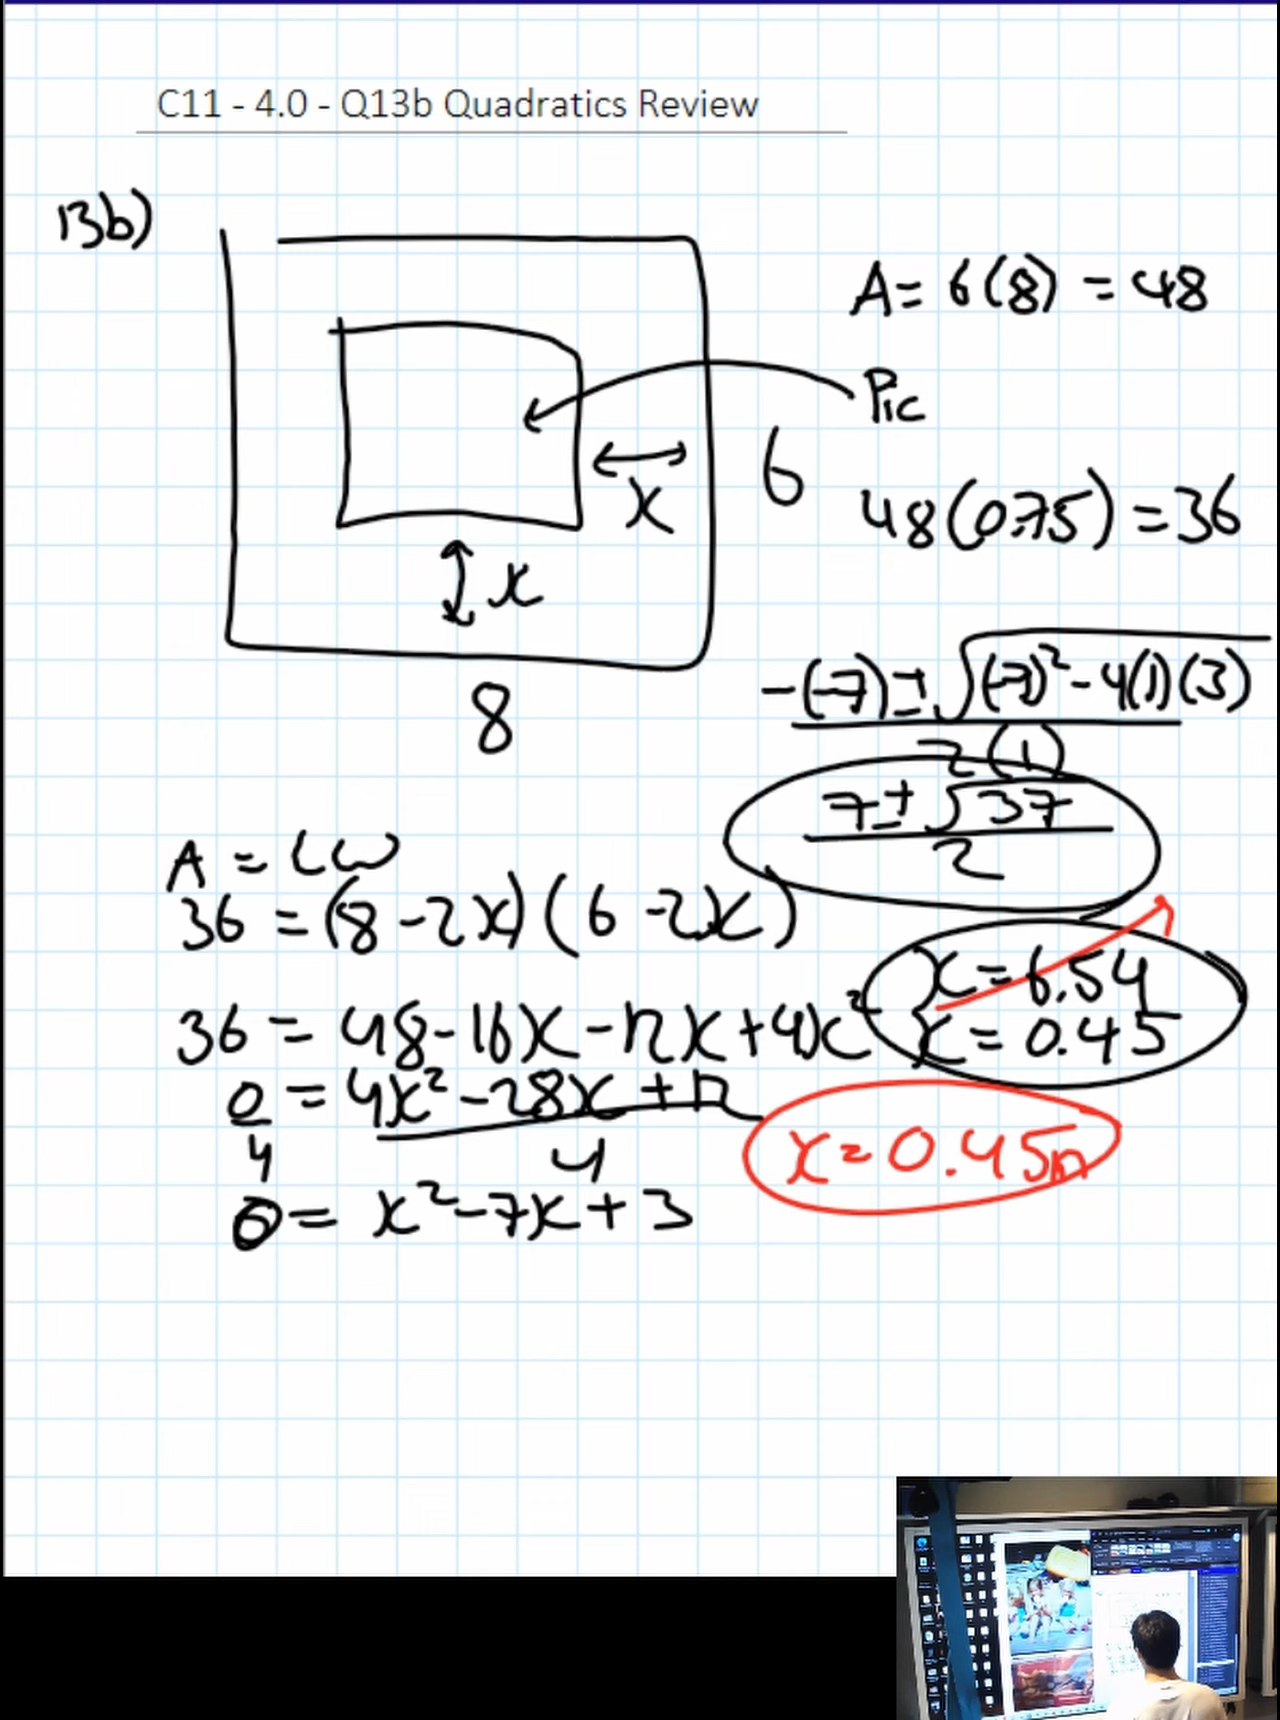 C11 - 4.0 - Q13b Quadratics Review
13b)
A = 6(8) = 48
Pic
x
6
48(0.75) = 36
x
8
-(-7) ± √(-7)² - 4(1)(3)
2(1)
7 ± √37
2
A = LW
36 = (8 - 2x)(6 - 2x)
x = 6.54
36 = 48 - 16x - 12x + 4x²
x = 0.45
0 = 4x² - 28x + 12
4 4
x = 0.45m
0 = x² - 7x + 3